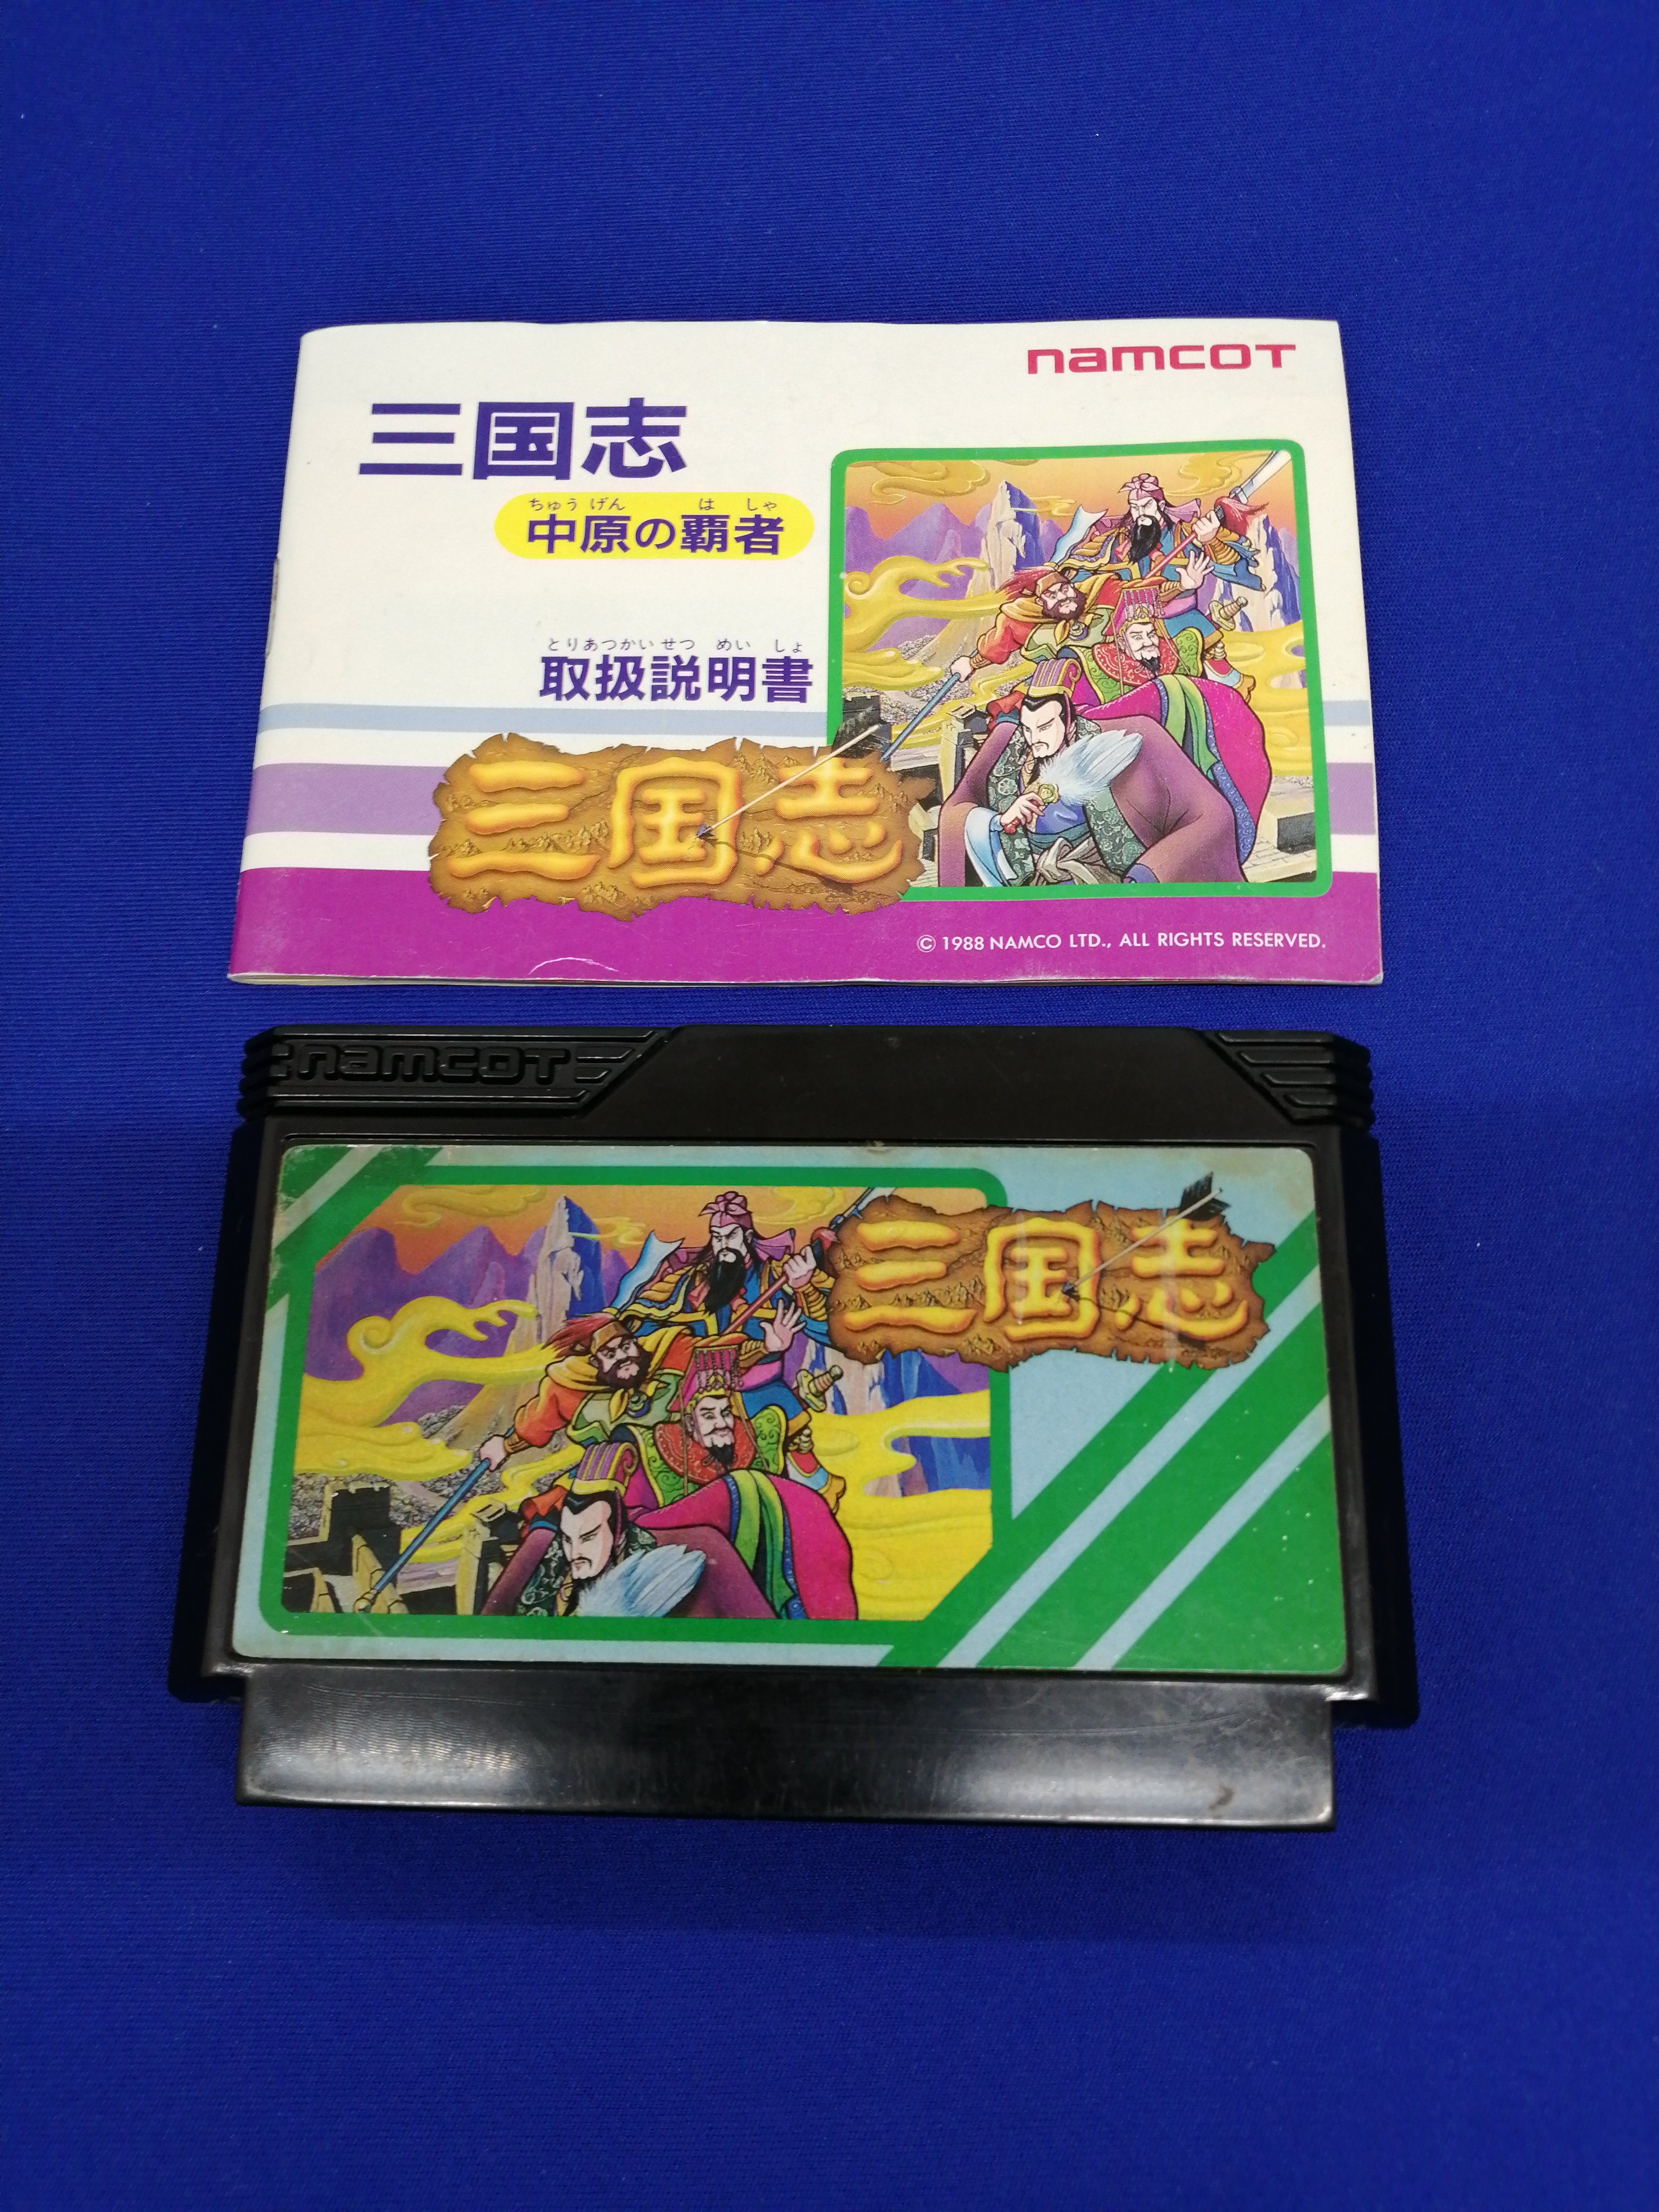 namcot
三国志
ちゅうげん はしゃ
中原の覇者
とりあつかいせつ めい しょ
取扱説明書
三国志
© 1988 NAMCO LTD., ALL RIGHTS RESERVED.
namcot
三国志